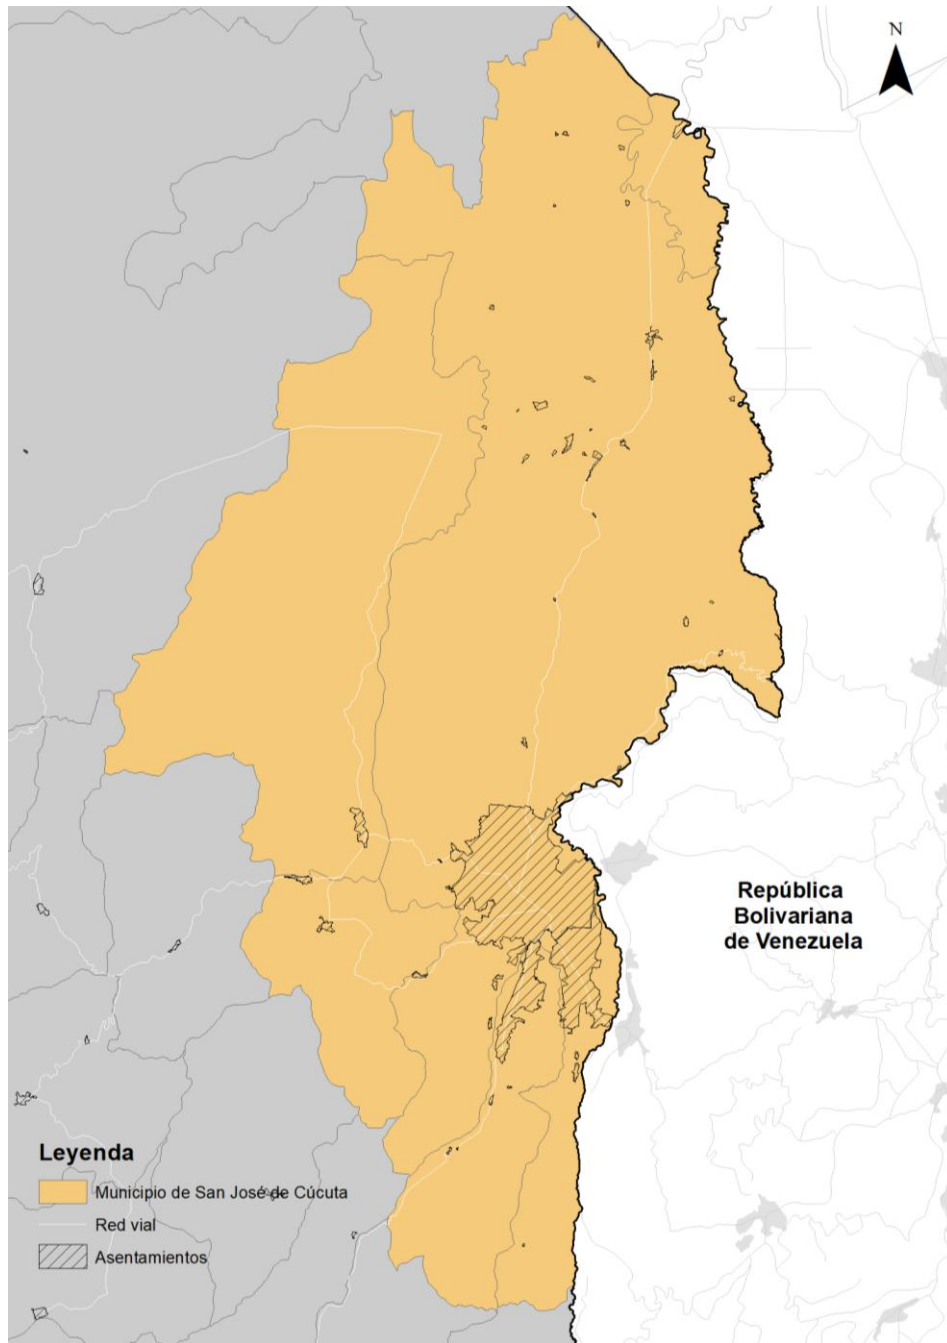 N
República
Bolivariana
de Venezuela
Leyenda
Municipio de San José de Cúcuta
Red vial
Asentamientos